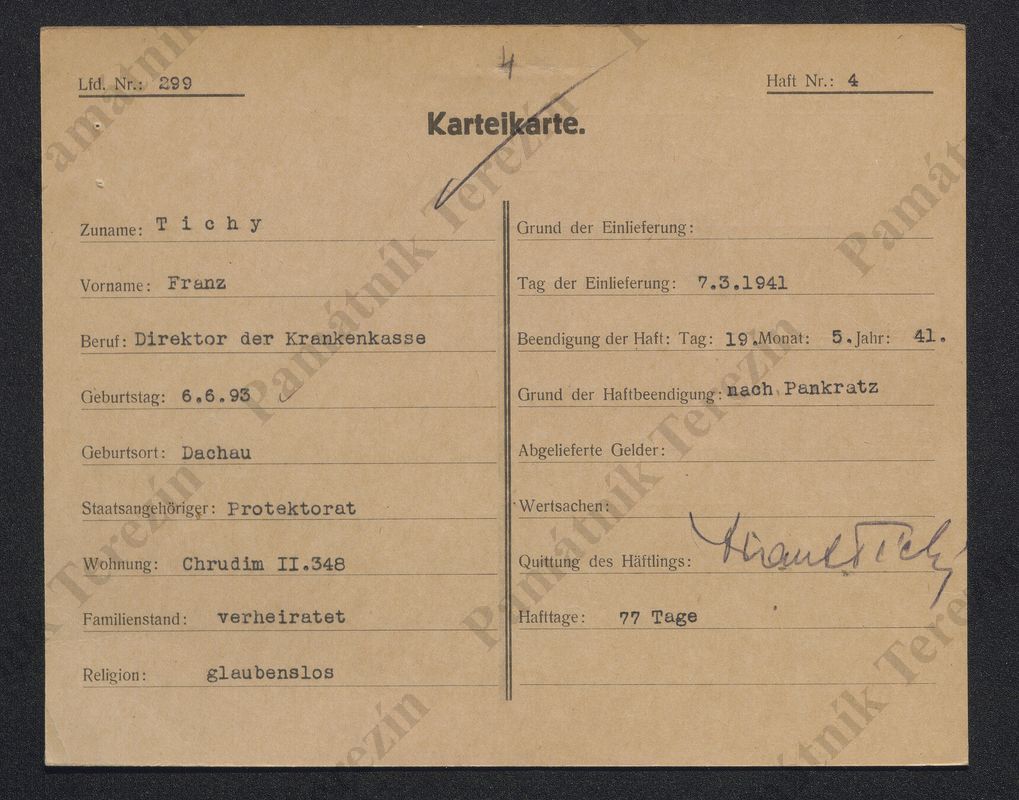 4
Lfd. Nr.: 299
Haft Nr.: 4
Karteikarte.
Zuname: Tichy
Vorname: Franz
Beruf: Direktor der Krankenkasse
Geburtstag: 6.6.93
Geburtsort: Dachau
Staatsangehöriger: Protektorat
Wohnung: Chrudim II.348
Familienstand: verheiratet
Religion: glaubenslos
Grund der Einlieferung:
Tag der Einlieferung: 7.3.1941
Beendigung der Haft: Tag: 19. Monat: 5. Jahr: 41.
Grund der Haftbeendigung: nach Pankratz
Abgelieferte Gelder:
Wertsachen:
Quittung des Häftlings:
Hafttage: 77 Tage
Památník Terezín